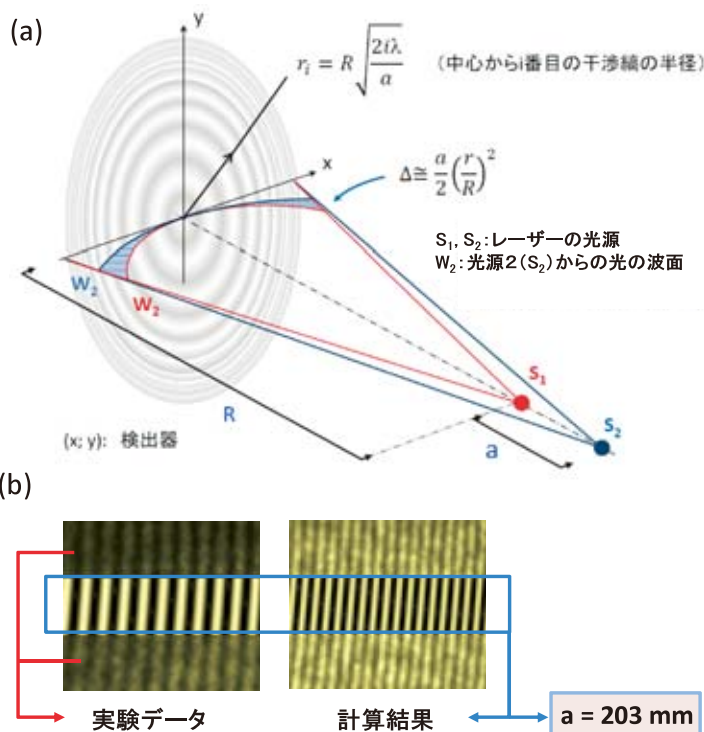 (a)
y
r_i = R√(2iλ/a) （中心からi番目の干渉縞の半径）
x
Δ≅ a/2 (r/R)^2
S₁, S₂：レーザーの光源
W₂：光源2(S₂)からの光の波面
W₂
W₂
S₁
R
S₂
a
(x; y): 検出器
(b)
実験データ
計算結果
a = 203 mm